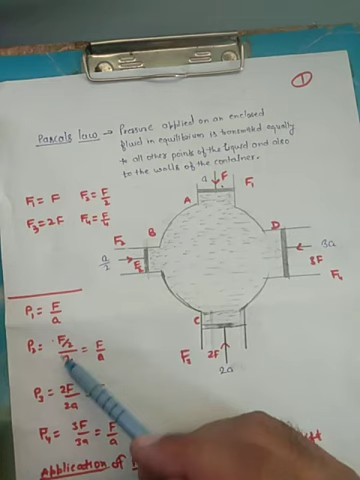 ①
Pascals law → Pressure applied on an enclosed
fluid in equilibrium is transmitted equally
to all other points of the liquid and also
to the walls of the container.
F₁ = F F₂ = F/2
F₃ = 2F F₄ = F/4
a F F₁
A
B
D
F₂
a/2 F/2
3a
3F
F₄
C
F₃ 2F
2a
P₁ = F/a
P₂ = F/2 / = F/a
P₃ = 2F/2a
P₄ = 3F/3a = F/a
Application of